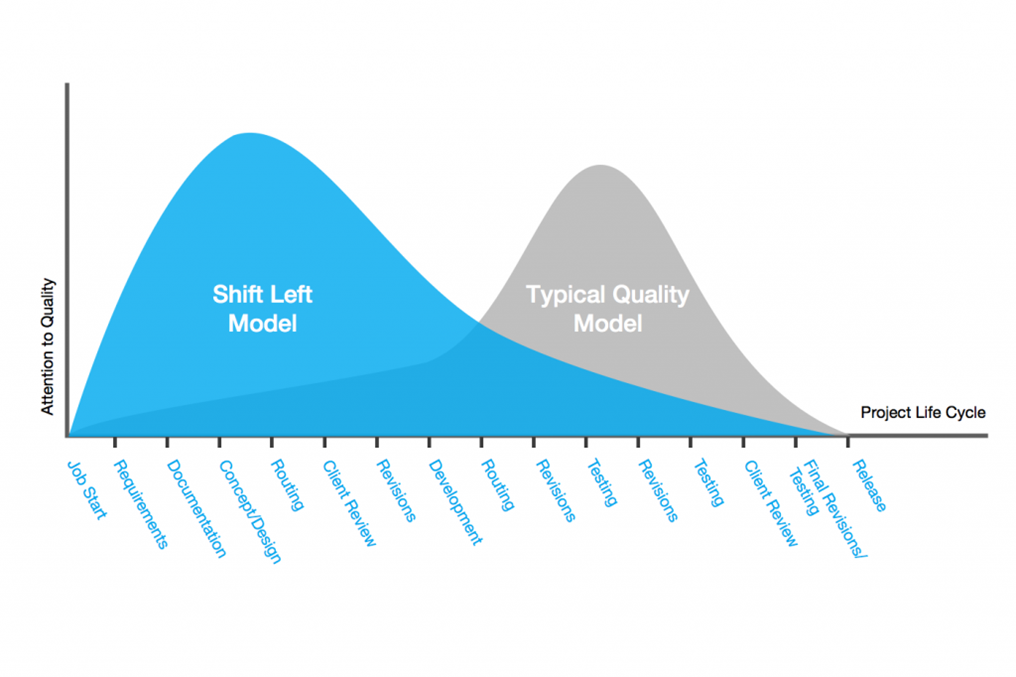 Attention to Quality
Shift Left
Model
Typical Quality
Model
Project Life Cycle
Job Start
Requirements
Documentation
Concept/Design
Routing
Client Review
Revisions
Development
Routing
Revisions
Testing
Revisions
Testing
Client Review
Final Revisions/
Testing
Release